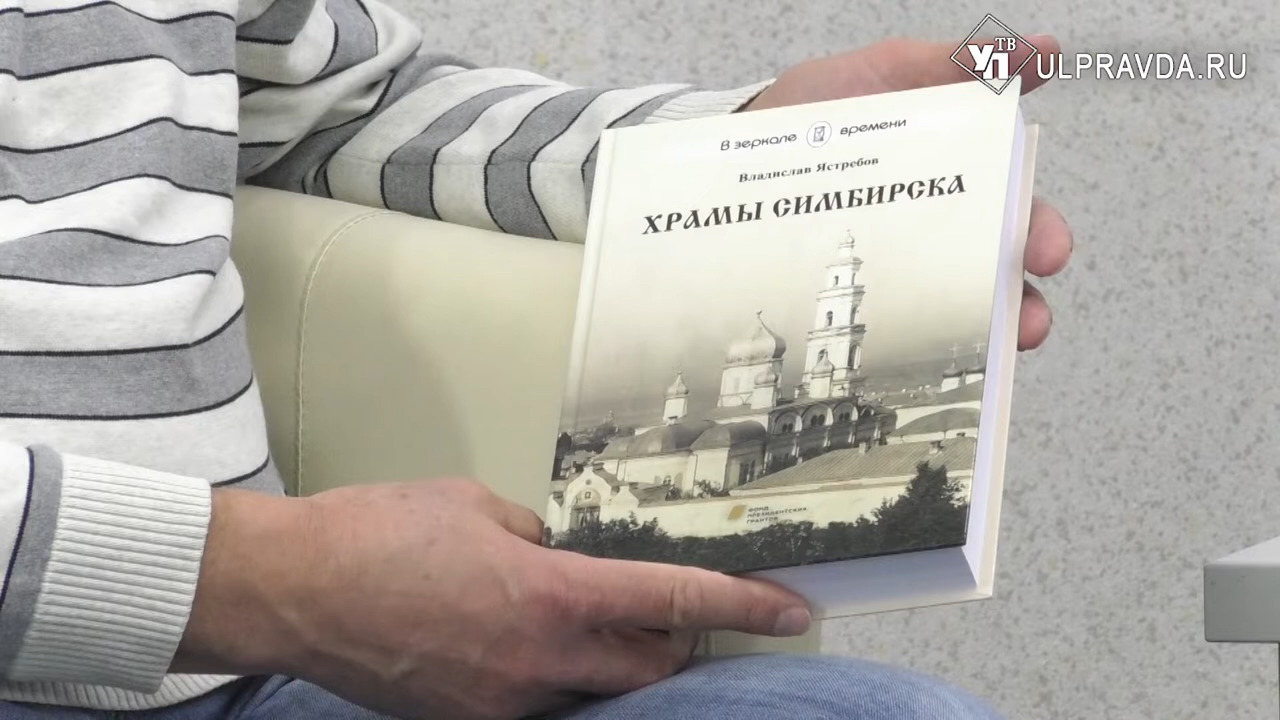 УП ТВ ULPRAVDA.RU
В зеркале времени
Владислав Ястребов
ХРАМЫ СИМБИРСКА
ФОНД
ПРЕЗИДЕНТСКИХ
ГРАНТОВ